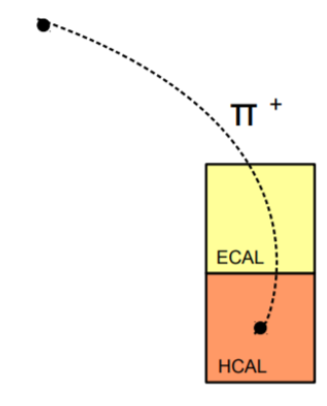 π +
ECAL
HCAL